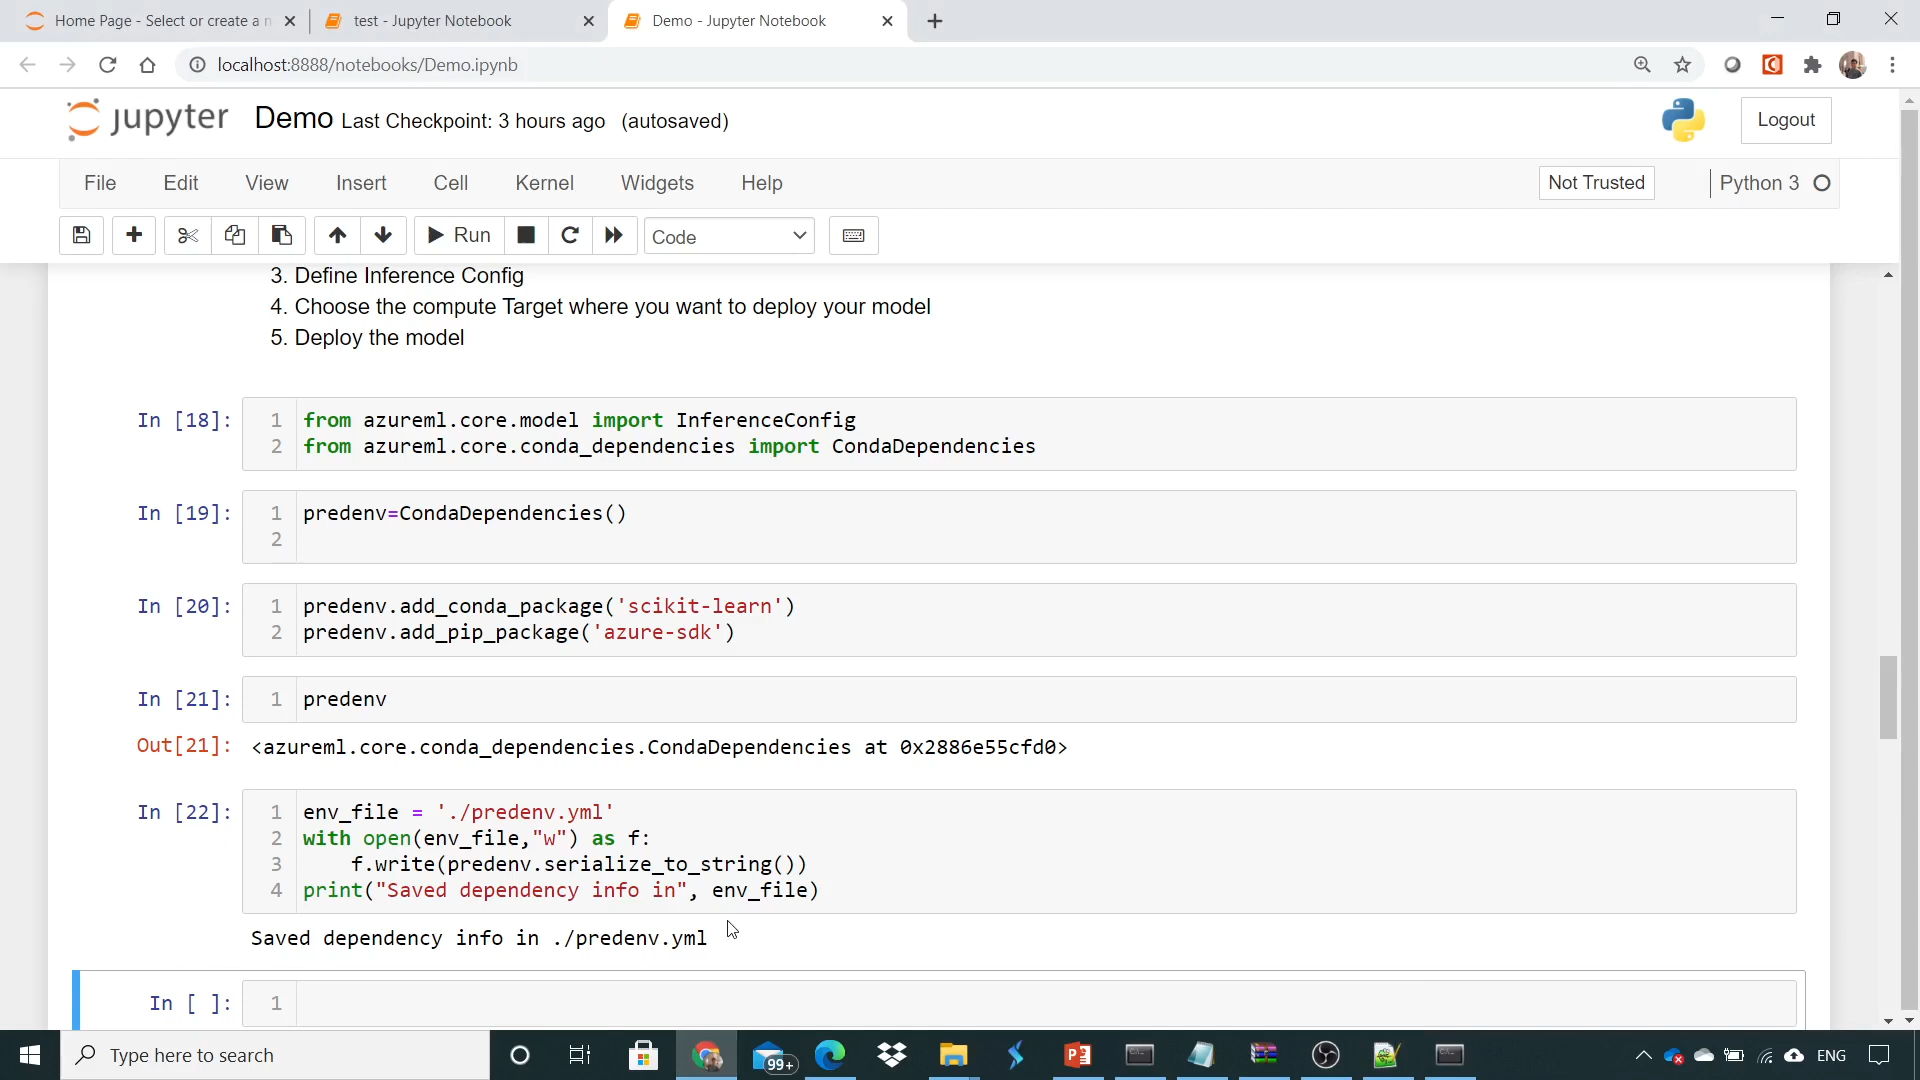 Home Page - Select or create a n
test - Jupyter Notebook
Demo - Jupyter Notebook
localhost:8888/notebooks/Demo.ipynb
jupyter Demo Last Checkpoint: 3 hours ago (autosaved)
Logout
File Edit View Insert Cell Kernel Widgets Help Not Trusted Python 3
Run Code
3. Define Inference Config
4. Choose the compute Target where you want to deploy your model
5. Deploy the model
In [18]: 1 from azureml.core.model import InferenceConfig
2 from azureml.core.conda_dependencies import CondaDependencies
In [19]: 1 predenv=CondaDependencies()
2
In [20]: 1 predenv.add_conda_package('scikit-learn')
2 predenv.add_pip_package('azure-sdk')
In [21]: 1 predenv
Out[21]: <azureml.core.conda_dependencies.CondaDependencies at 0x2886e55cfd0>
In [22]: 1 env_file = './predenv.yml'
2 with open(env_file,"w") as f:
3     f.write(predenv.serialize_to_string())
4 print("Saved dependency info in", env_file)
Saved dependency info in ./predenv.yml
In [ ]: 1
Type here to search
99+
ENG